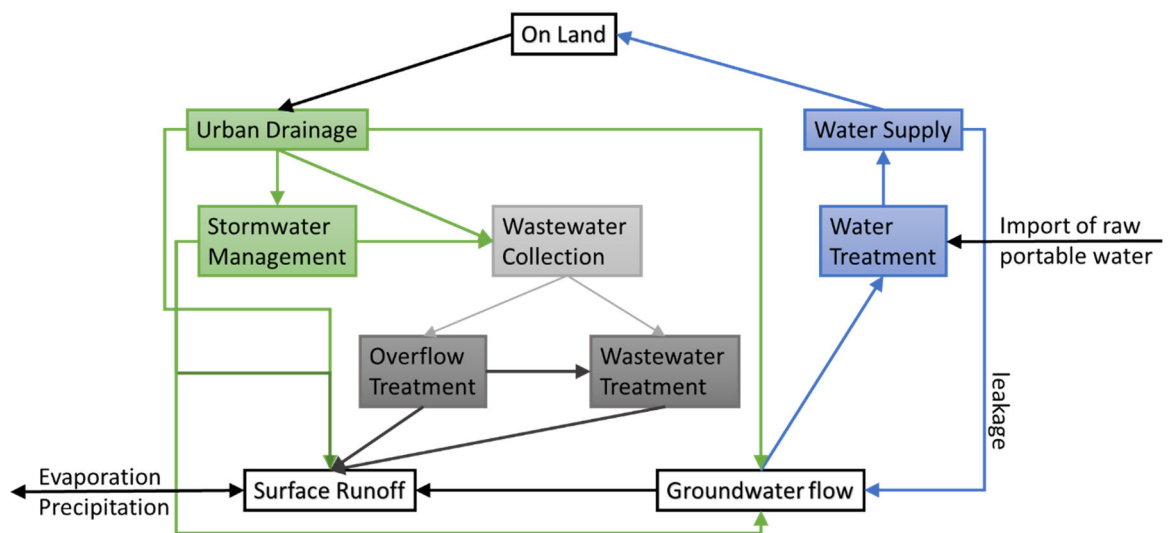 On Land
Urban Drainage
Water Supply
Stormwater
Management
Wastewater
Collection
Water
Treatment
Import of raw
portable water
Overflow
Treatment
Wastewater
Treatment
leakage
Evaporation
Precipitation
Surface Runoff
Groundwater flow